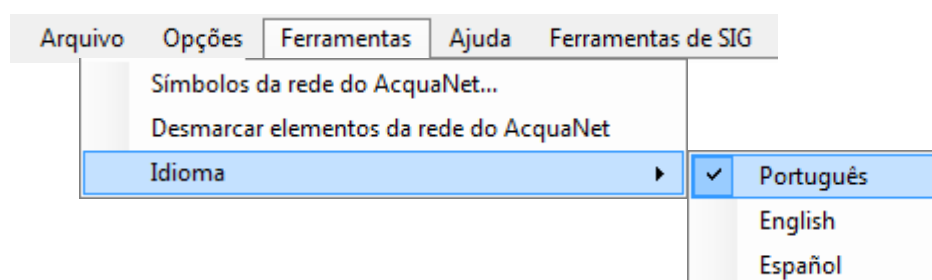 Arquivo Opções Ferramentas Ajuda Ferramentas de SIG
Símbolos da rede do AcquaNet...
Desmarcar elementos da rede do AcquaNet
Idioma
Português
English
Español